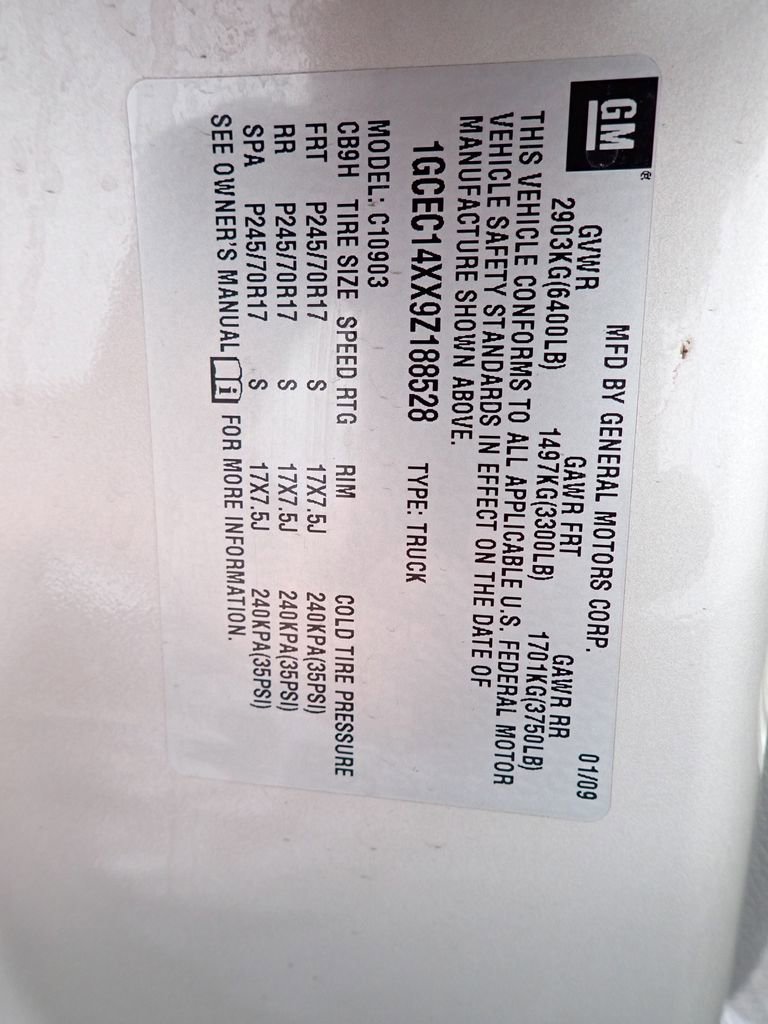 GM
MFD BY GENERAL MOTORS CORP. 01/09
GVWR GAWR FRT GAWR RR
2903KG(6400LB) 1497KG(3300LB) 1701KG(3750LB)
THIS VEHICLE CONFORMS TO ALL APPLICABLE U.S. FEDERAL MOTOR
VEHICLE SAFETY STANDARDS IN EFFECT ON THE DATE OF
MANUFACTURE SHOWN ABOVE.
1GCEC14XX9Z188528 TYPE: TRUCK
MODEL: C10903
CB9H TIRE SIZE SPEED RTG RIM COLD TIRE PRESSURE
FRT P245/70R17 S 17X7.5J 240KPA(35PSI)
RR P245/70R17 S 17X7.5J 240KPA(35PSI)
SPA P245/70R17 S 17X7.5J 240KPA(35PSI)
SEE OWNER'S MANUAL i FOR MORE INFORMATION.